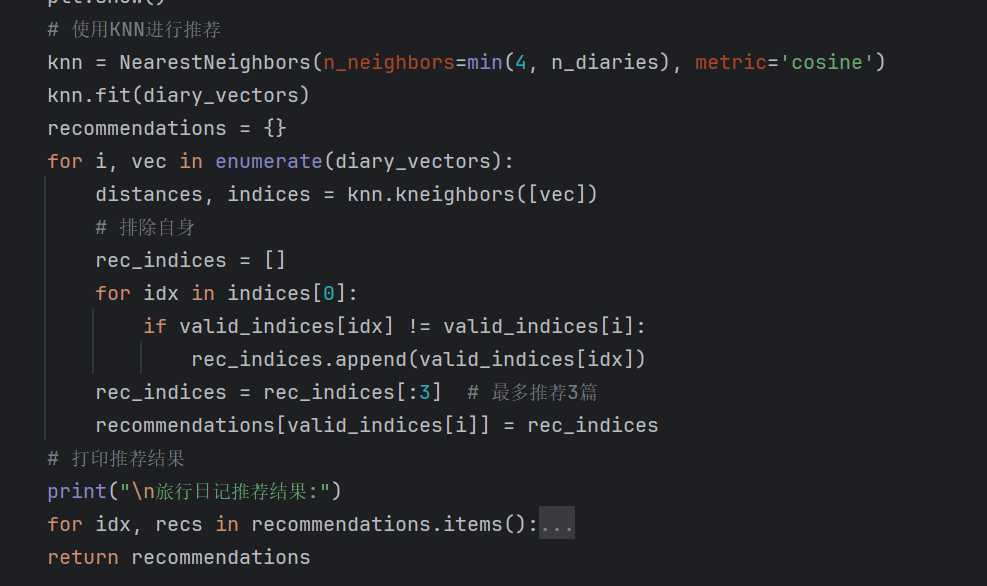 plt.show()
# 使用KNN进行推荐
knn = NearestNeighbors(n_neighbors=min(4, n_diaries), metric='cosine')
knn.fit(diary_vectors)
recommendations = {}
for i, vec in enumerate(diary_vectors):
    distances, indices = knn.kneighbors([vec])
    # 排除自身
    rec_indices = []
    for idx in indices[0]:
        if valid_indices[idx] != valid_indices[i]:
            rec_indices.append(valid_indices[idx])
    rec_indices = rec_indices[:3]  # 最多推荐3篇
    recommendations[valid_indices[i]] = rec_indices
# 打印推荐结果
print("\n旅行日记推荐结果:")
for idx, recs in recommendations.items():...
return recommendations